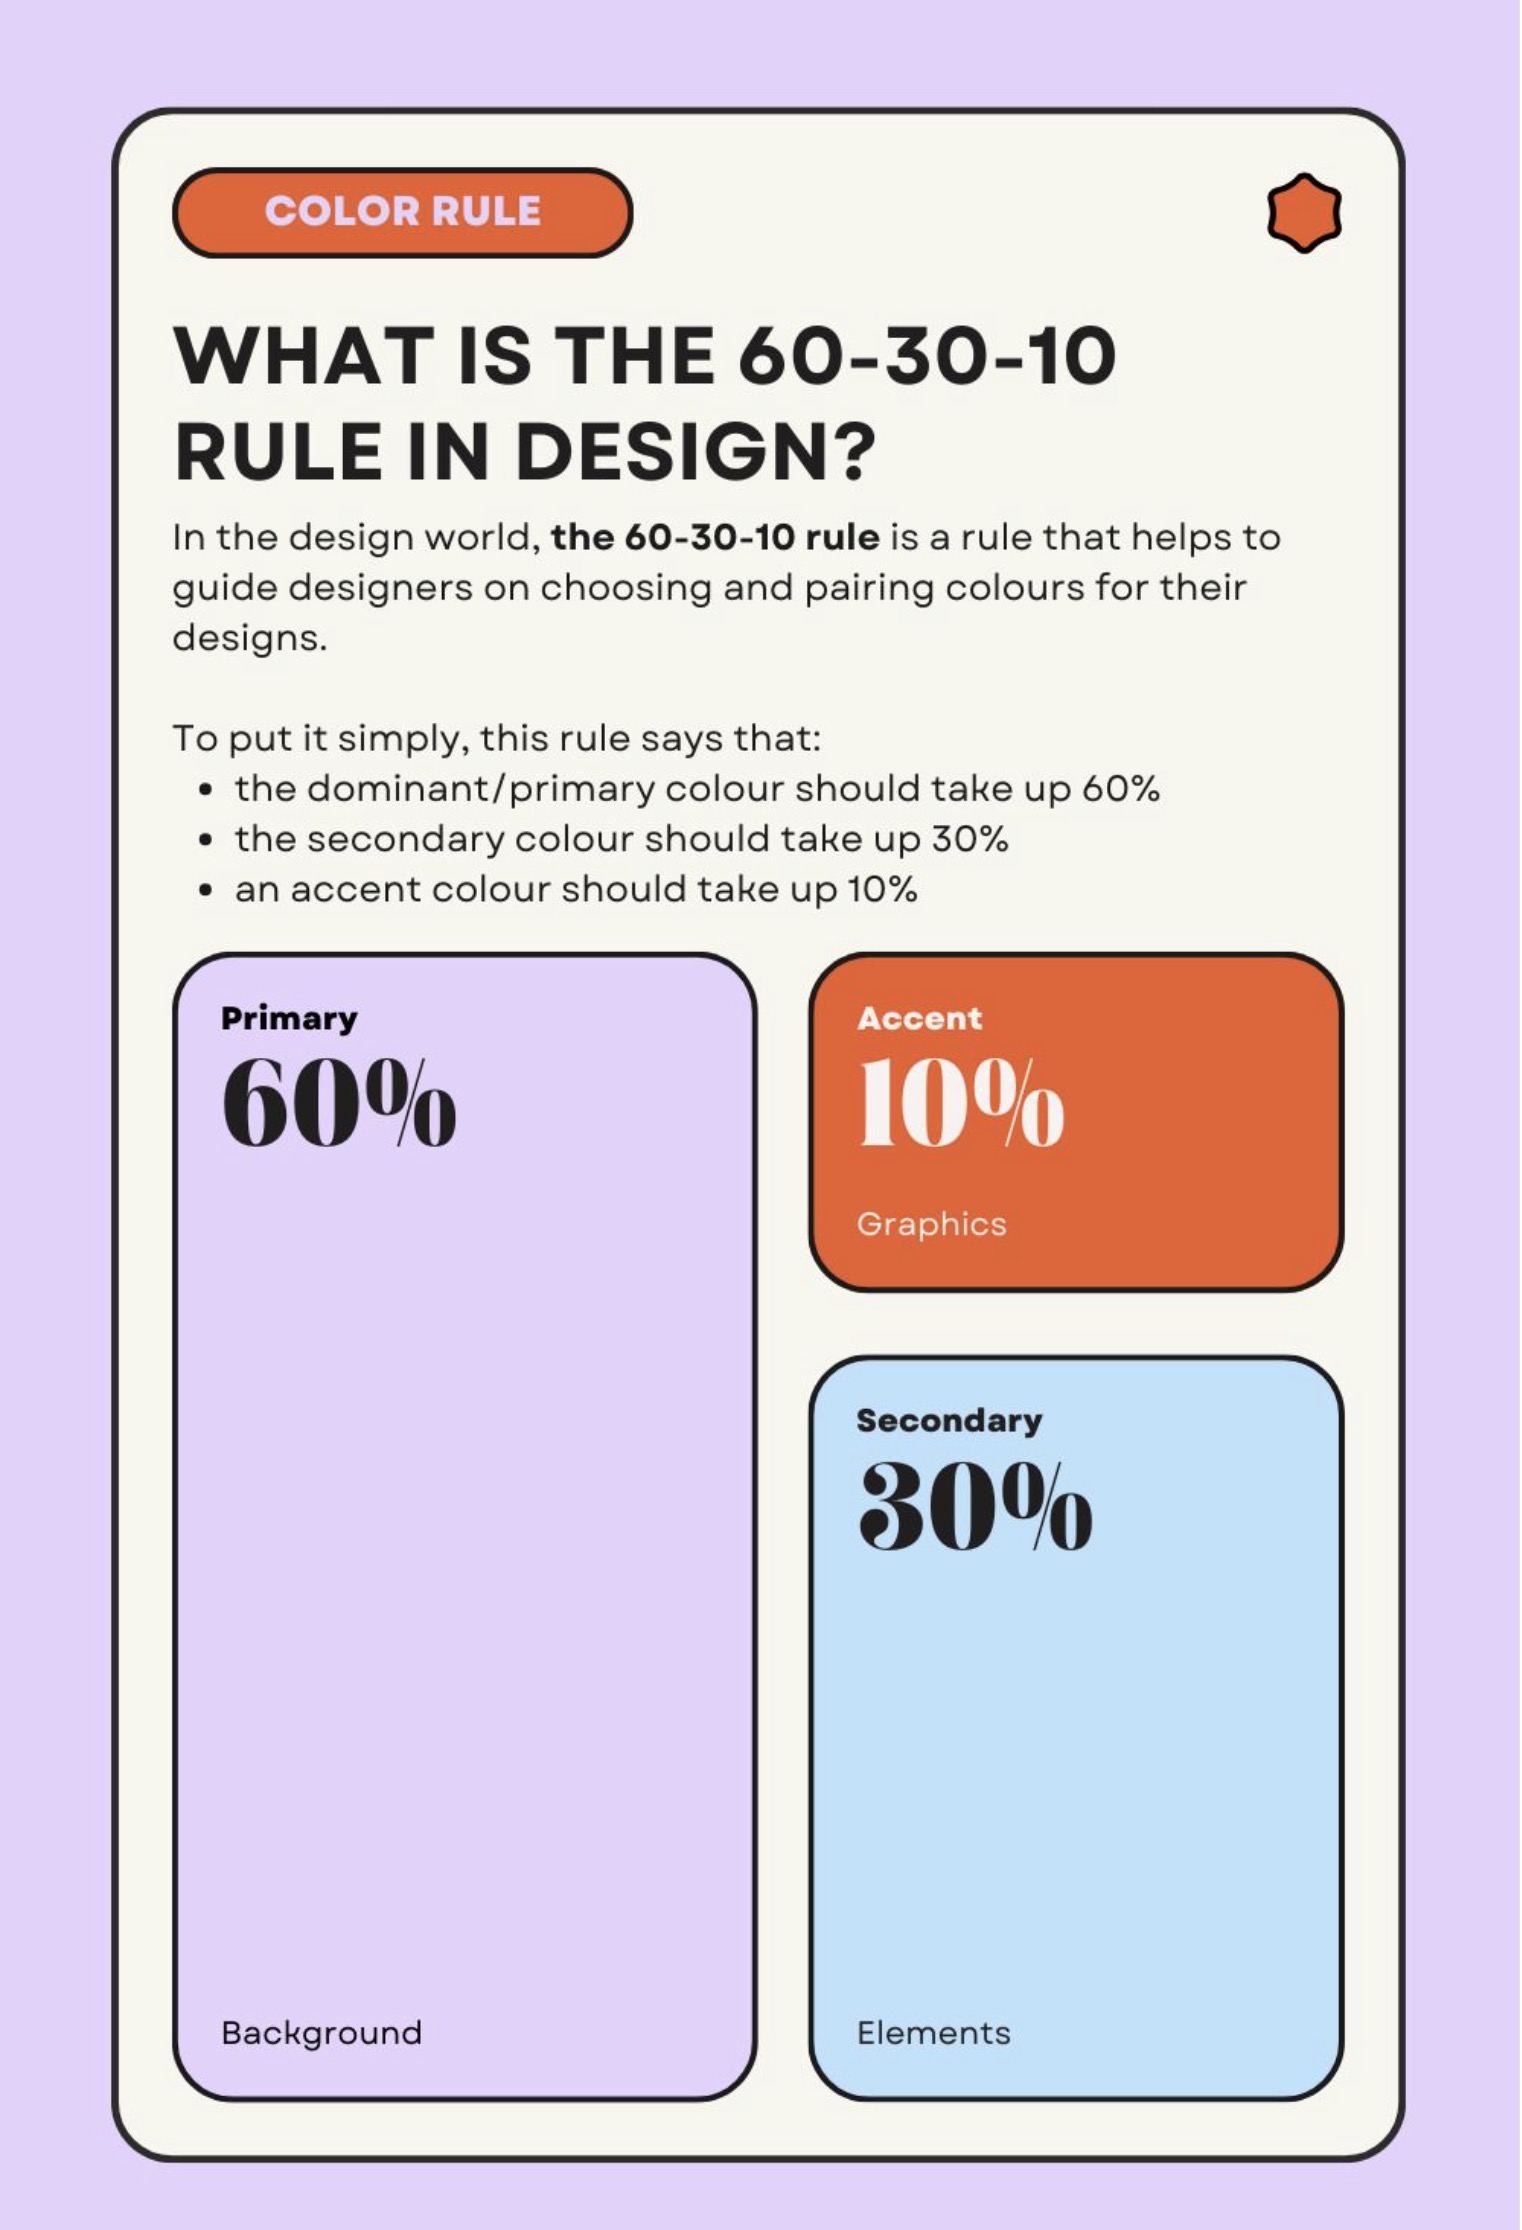 COLOR RULE
WHAT IS THE 60-30-10
RULE IN DESIGN?
In the design world, the 60-30-10 rule is a rule that helps to
guide designers on choosing and pairing colours for their
designs.
To put it simply, this rule says that:
• the dominant/primary colour should take up 60%
• the secondary colour should take up 30%
• an accent colour should take up 10%
Primary
60%
Background
Accent
10%
Graphics
Secondary
30%
Elements